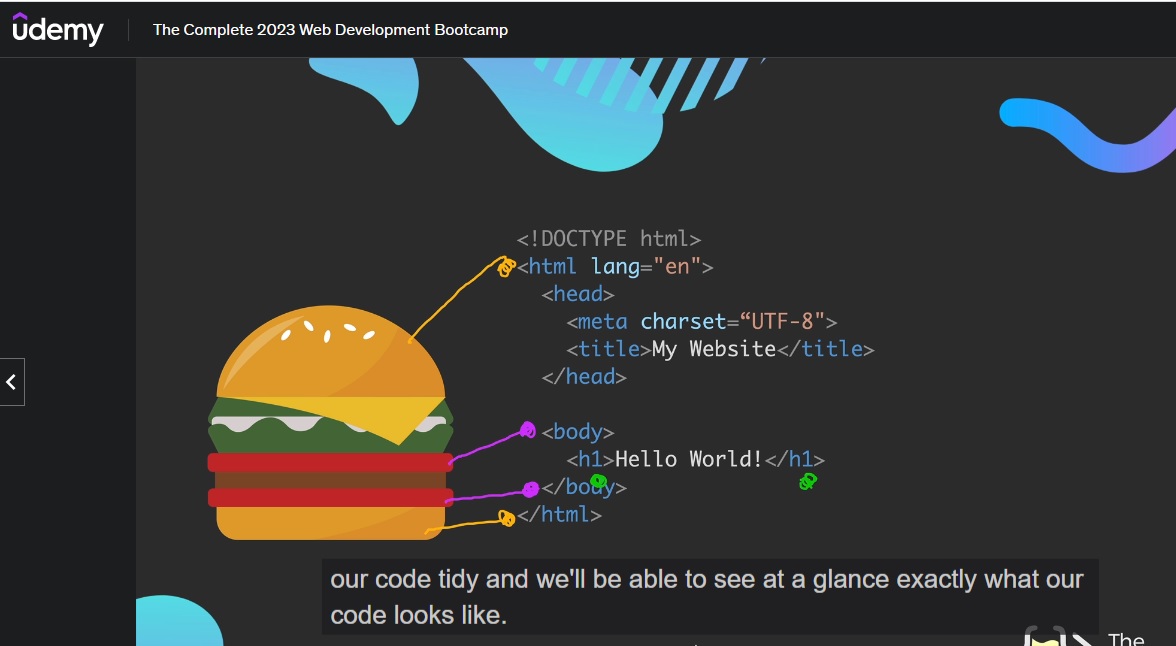 udemy
The Complete 2023 Web Development Bootcamp
<!DOCTYPE html>
<html lang="en">
<head>
<meta charset=“UTF-8">
<title>My Website</title>
</head>
<body>
<h1>Hello World!</h1>
</body>
</html>
our code tidy and we'll be able to see at a glance exactly what our
code looks like.
The